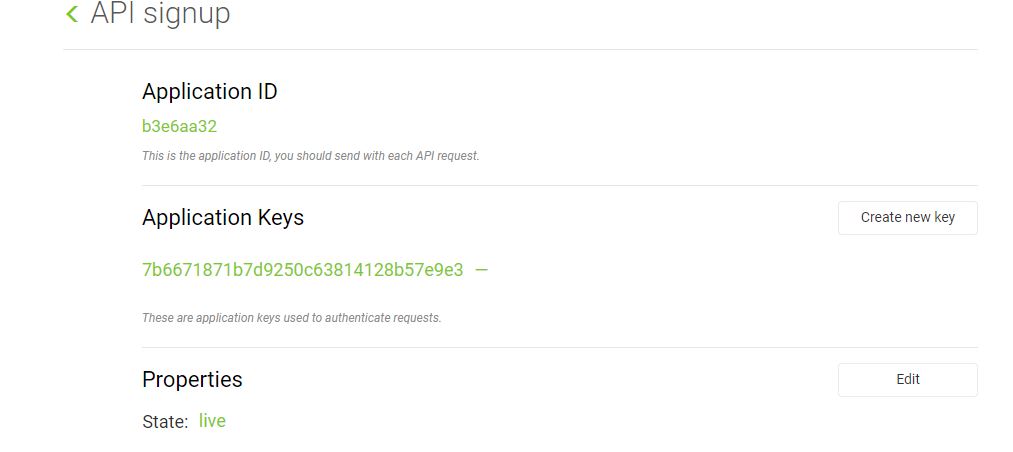 API signup
Application ID
b3e6aa32
This is the application ID, you should send with each API request.
Application Keys
Create new key
7b6671871b7d9250c63814128b57e9e3 —
These are application keys used to authenticate requests.
Properties
Edit
State: live